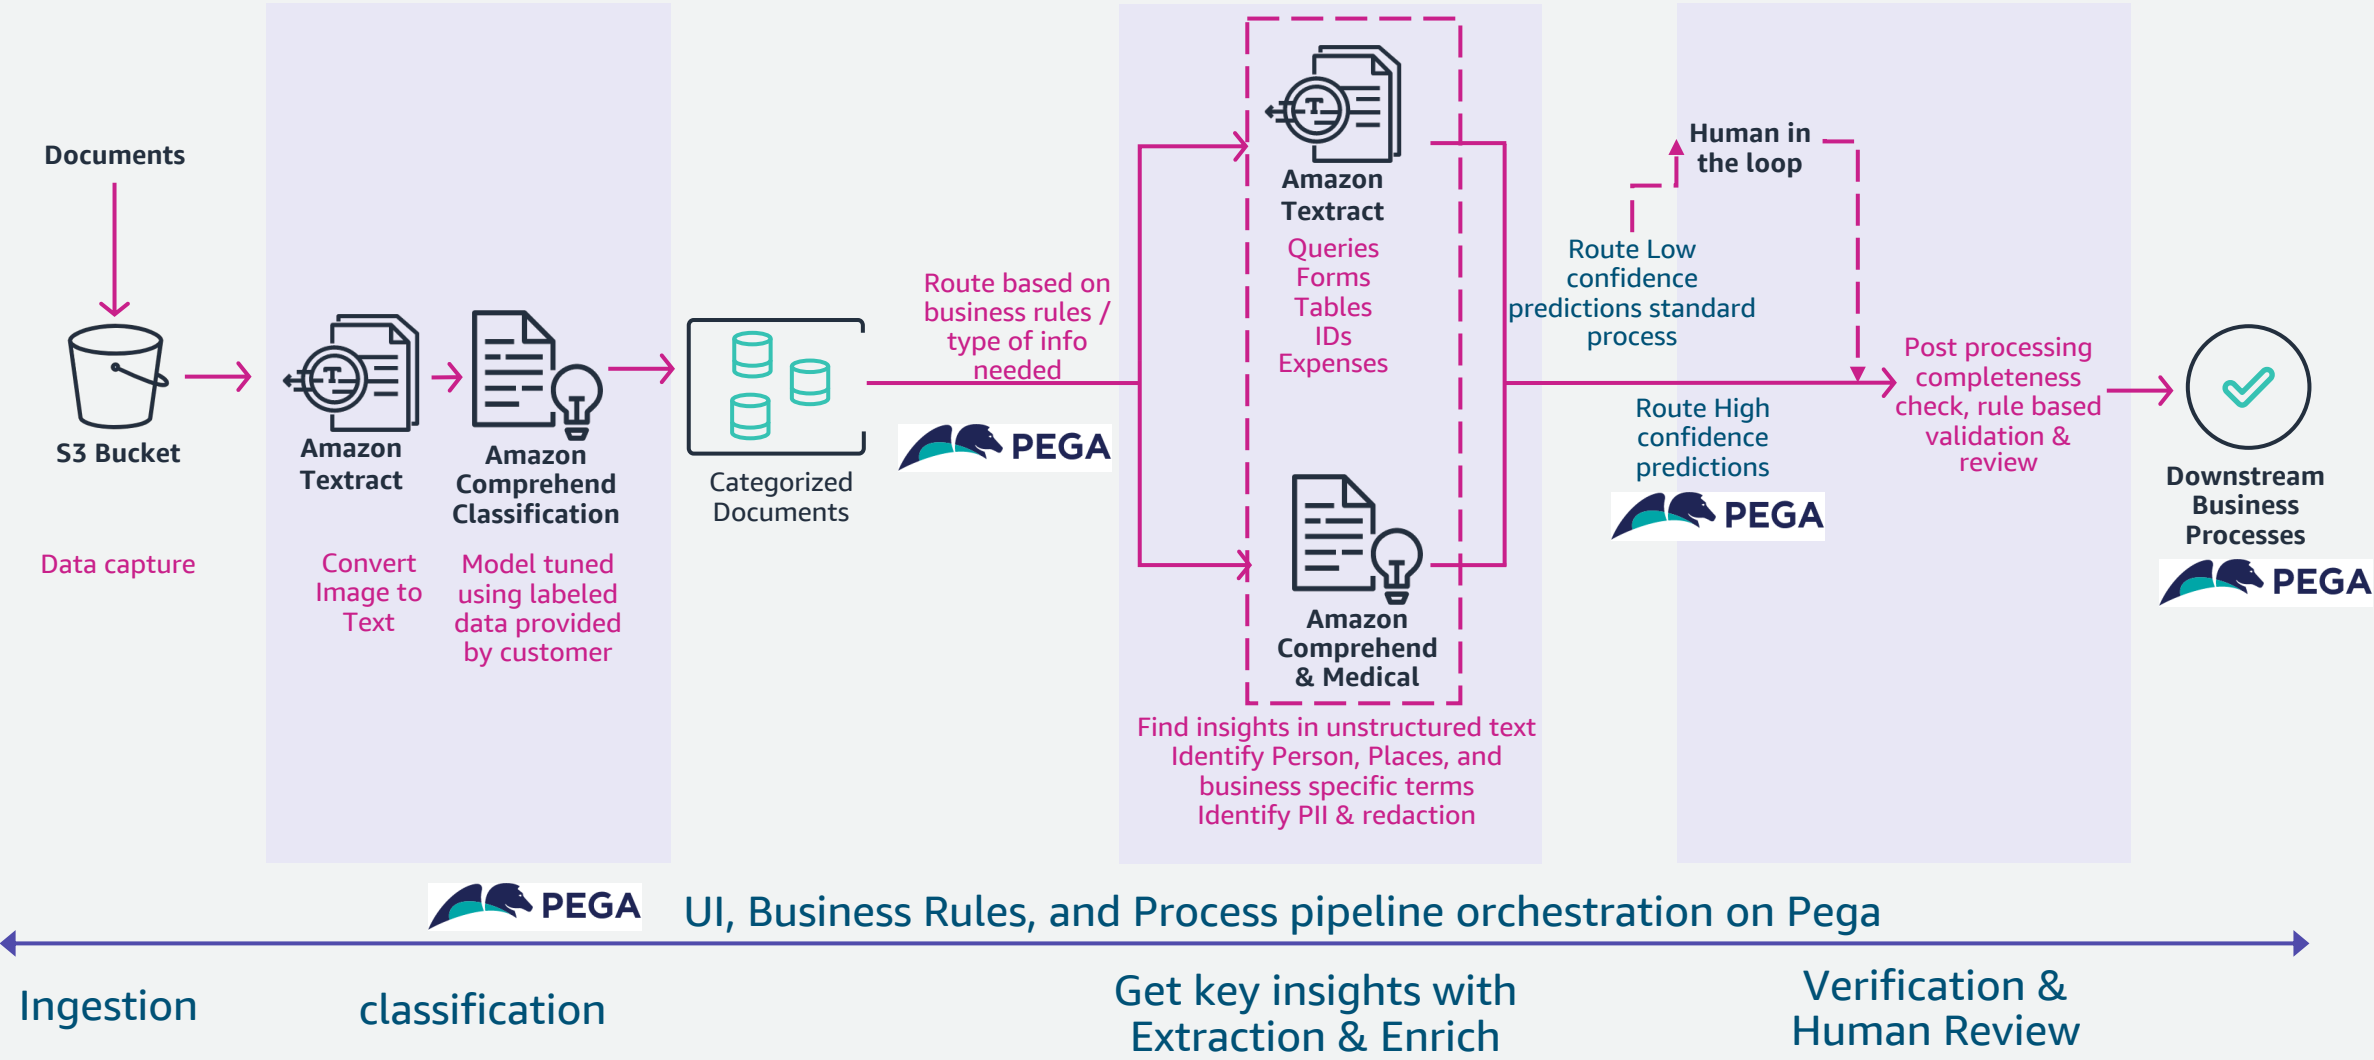 Documents
S3 Bucket
Data capture
Amazon
Textract
Convert
Image to
Text
Amazon
Comprehend
Classification
Model tuned
using labeled
data provided
by customer
Categorized
Documents
Route based on
business rules /
type of info
needed
PEGA
T
Amazon
Textract
Queries
Forms
Tables
IDs
Expenses
Amazon
Comprehend
& Medical
Find insights in unstructured text
Identify Person, Places, and
business specific terms
Identify PII & redaction
Route Low
confidence
predictions standard
process
Human in
the loop
Route High
confidence
predictions
PEGA
Post processing
completeness
check, rule based
validation &
review
Downstream
Business
Processes
PEGA
PEGA
UI, Business Rules, and Process pipeline orchestration on Pega
Ingestion
classification
Get key insights with
Extraction & Enrich
Verification &
Human Review